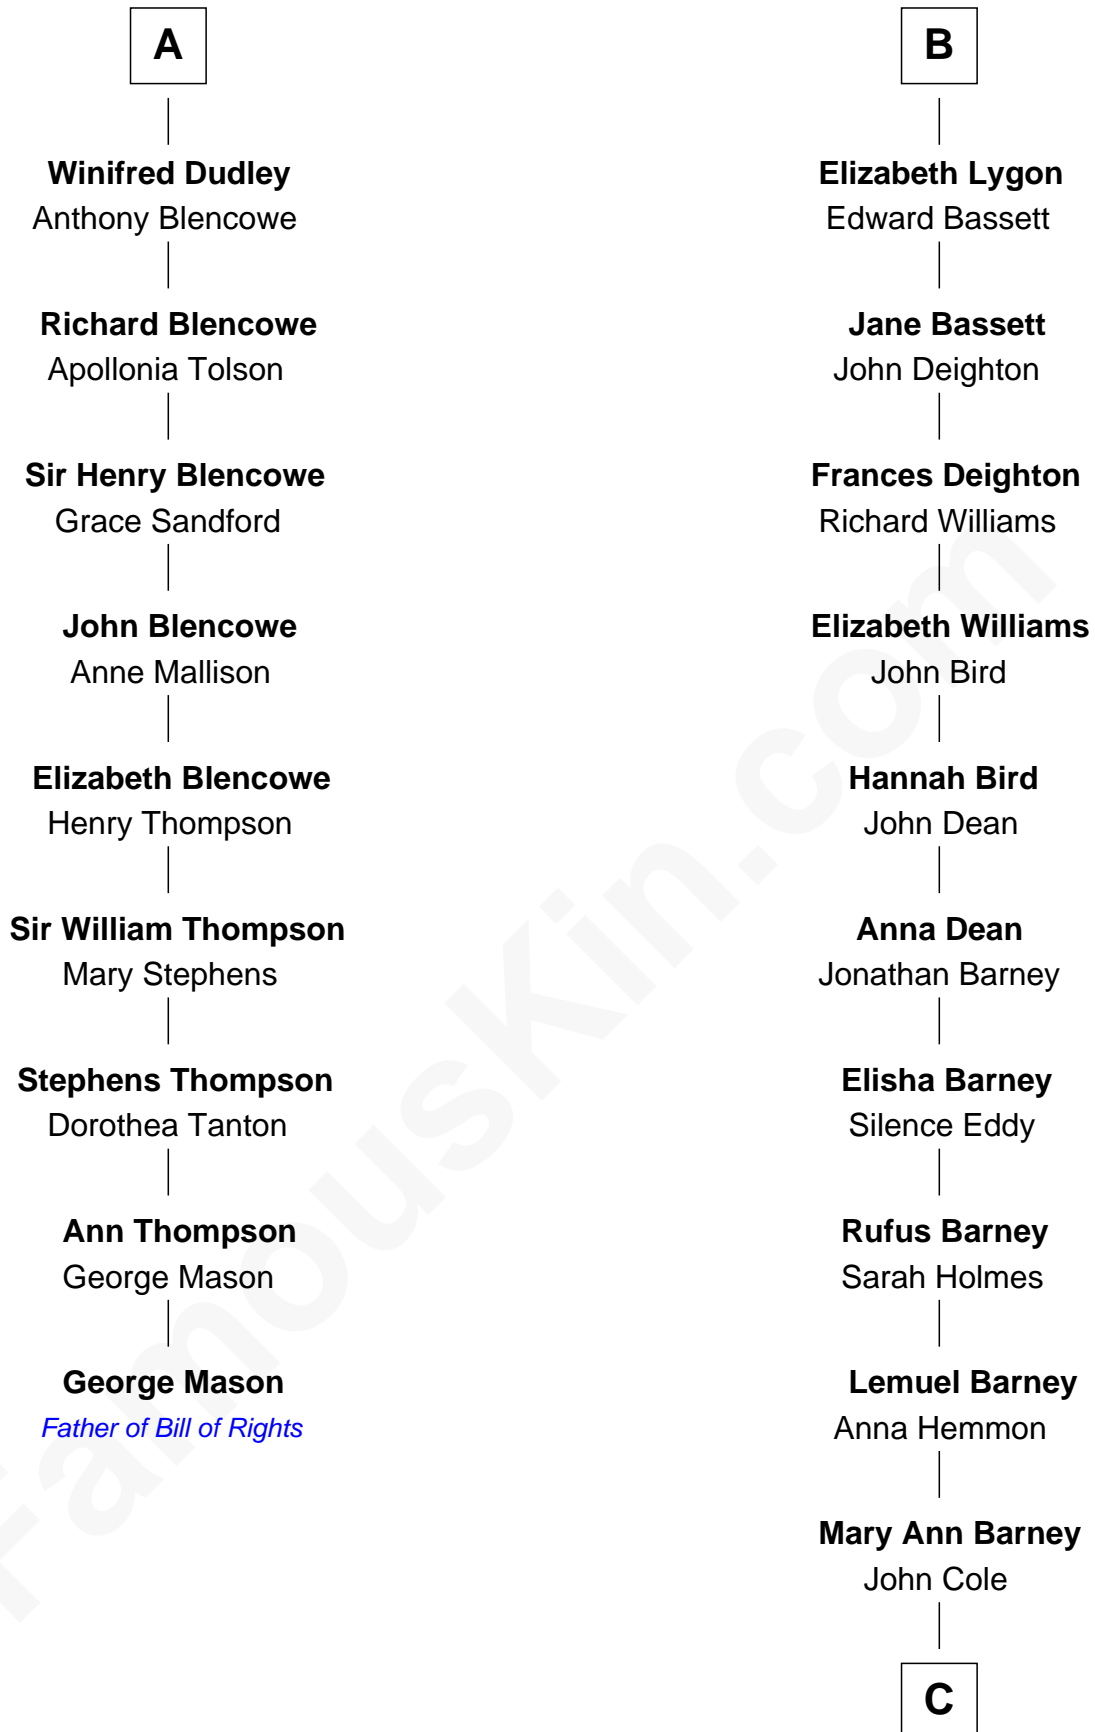 A
Winifred Dudley
Anthony Blencowe
Richard Blencowe
Apollonia Tolson
Sir Henry Blencowe
Grace Sandford
John Blencowe
Anne Mallison
Elizabeth Blencowe
Henry Thompson
Sir William Thompson
Mary Stephens
Stephens Thompson
Dorothea Tanton
Ann Thompson
George Mason
George Mason
Father of Bill of Rights
B
Elizabeth Lygon
Edward Bassett
Jane Bassett
John Deighton
Frances Deighton
Richard Williams
Elizabeth Williams
John Bird
Hannah Bird
John Dean
Anna Dean
Jonathan Barney
Elisha Barney
Silence Eddy
Rufus Barney
Sarah Holmes
Lemuel Barney
Anna Hemmon
Mary Ann Barney
John Cole
C
FamousKin.com